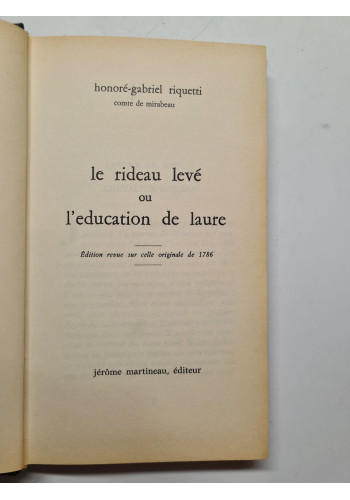 honoré-gabriel riquetti
comte de mirabeau
le rideau levé
ou
l'education de laure
Édition revue sur celle originale de 1786
jérôme martineau, éditeur